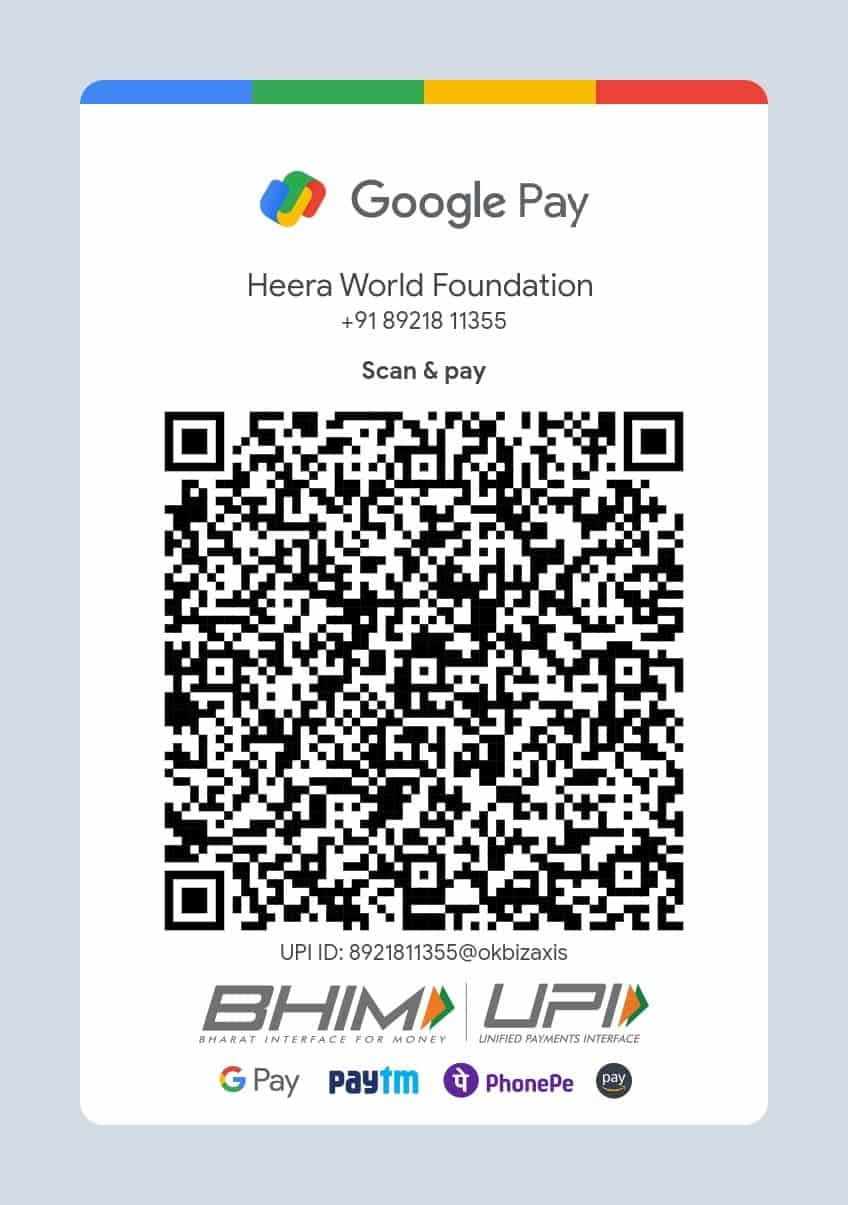 Google Pay
Heera World Foundation
+91 89218 11355
Scan & pay
UPI ID: 8921811355@okbizaxis
BHIM UPI
BHARAT INTERFACE FOR MONEY UNIFIED PAYMENTS INTERFACE
G Pay paytm पे PhonePe pay